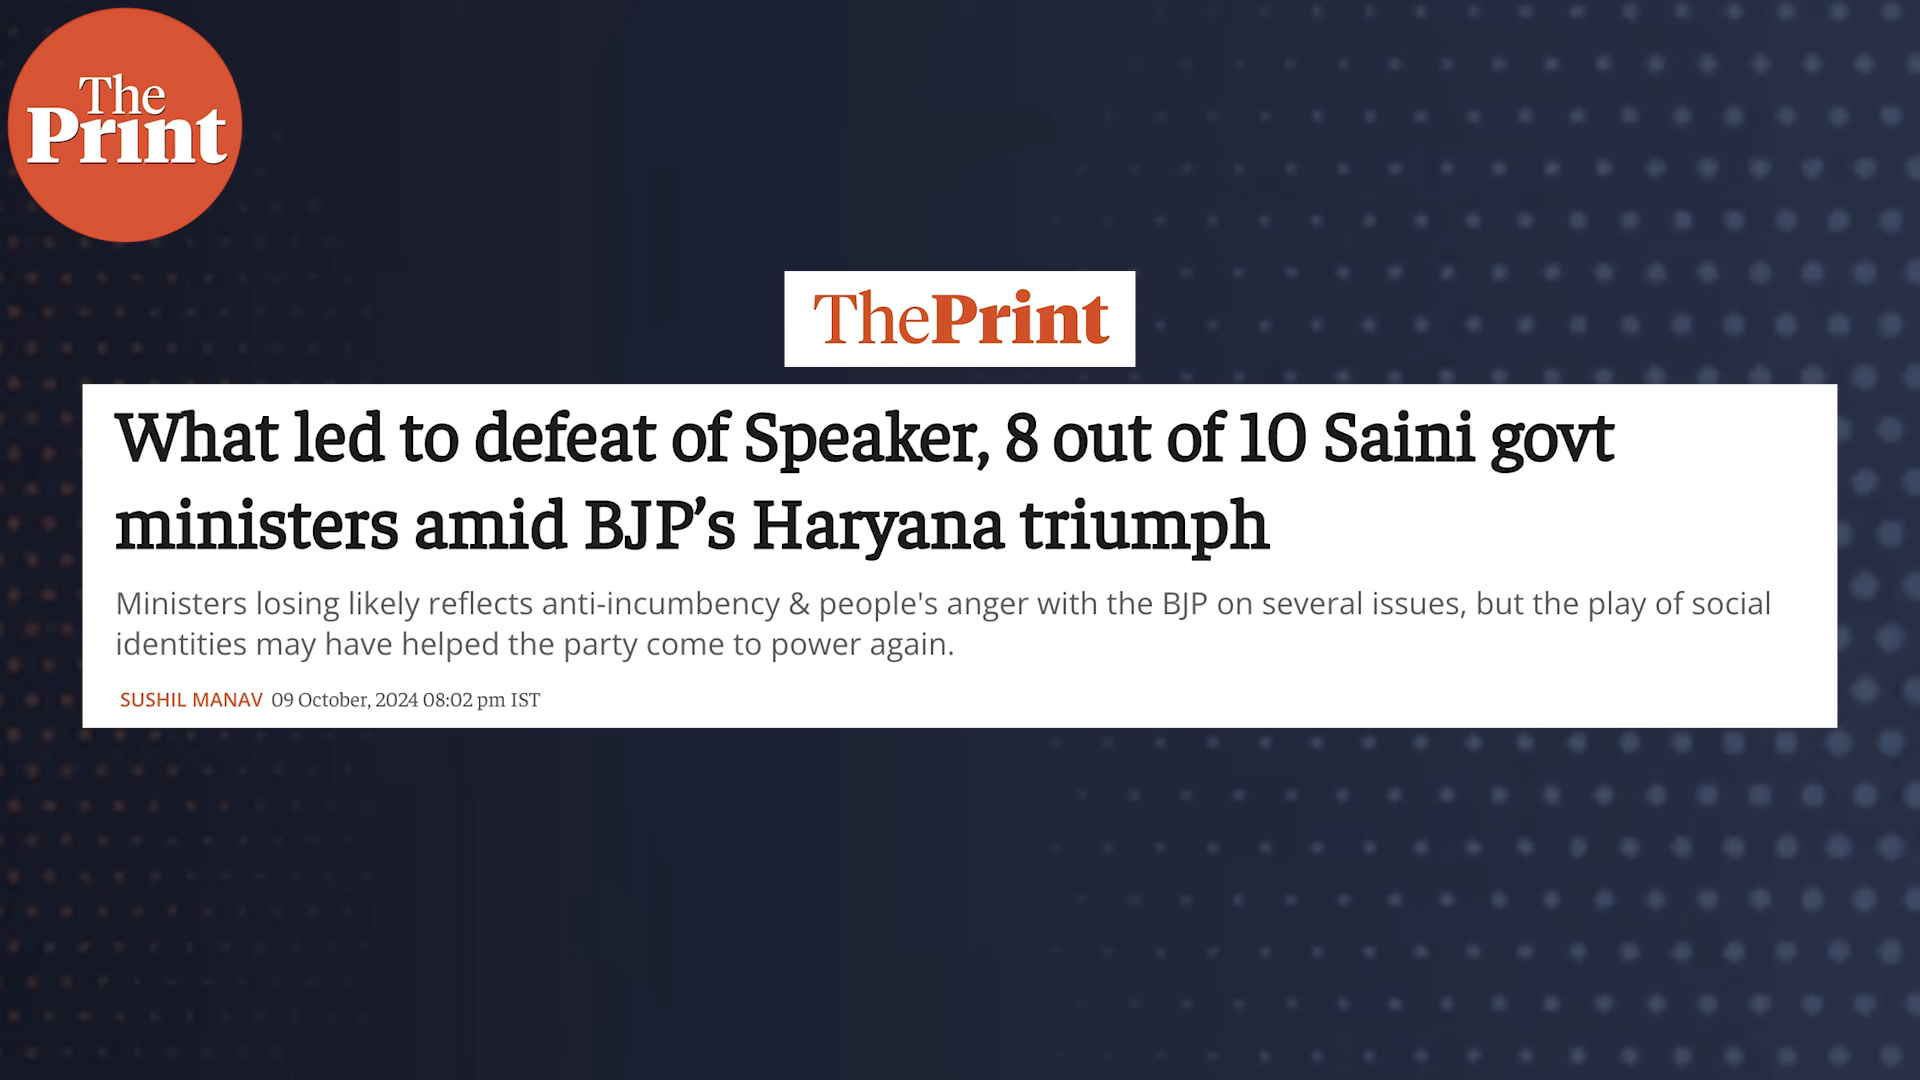 The
Print
ThePrint
What led to defeat of Speaker, 8 out of 10 Saini govt
ministers amid BJP’s Haryana triumph
Ministers losing likely reflects anti-incumbency & people's anger with the BJP on several issues, but the play of social
identities may have helped the party come to power again.
SUSHIL MANAV 09 October, 2024 08:02 pm IST